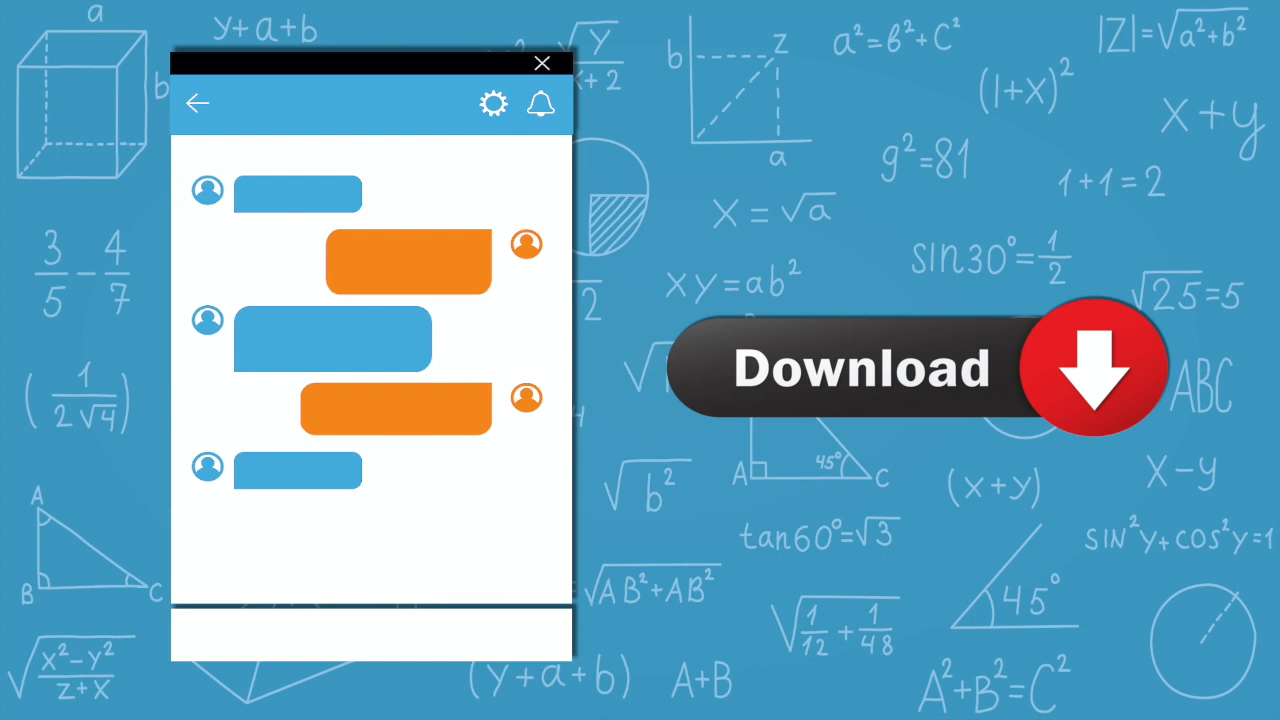 a
y+a+b
b
√Y
x+2
b
z
a
a²=b²+c²
|Z|=√a²+b²
(1+x)²
x+y
g²=81
1+1=2
x=√a
3/5-4/7
sin30°=1/2
xy=ab²
2
√25=5
Download
(1/2√4)
ABC
A
45°
C
√b²
(x+y)
x-y
A
B
C
tan60°=√3
sin²y+cos²y=1
=√AB²+AB²
√1/12+1/48
45°
√x²-y²/z+x
(y+a+b)
A+B
A²+B²=C²